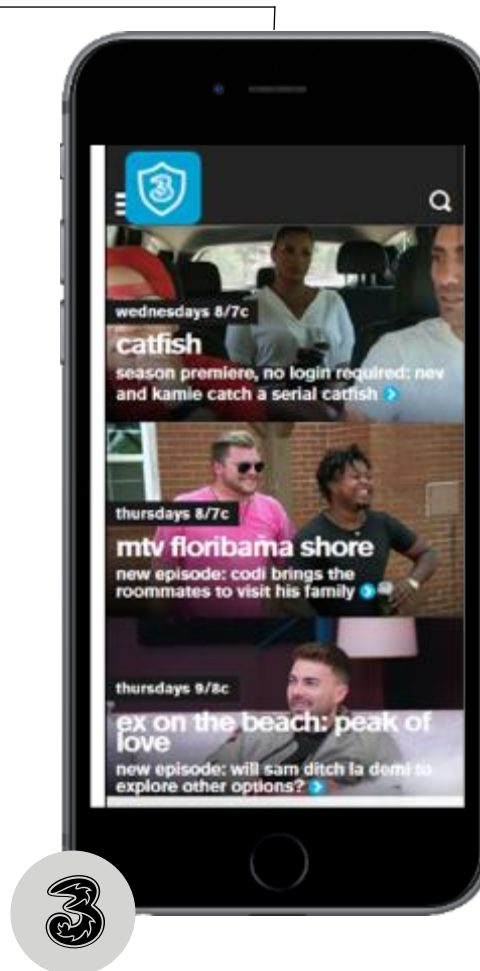 3
wednesdays 8/7c
catfish
season premiere, no login required: nev
and kamie catch a serial catfish
thursdays 8/7c
mtv floribama shore
new episode: codi brings the
roommates to visit his family
thursdays 9/8c
ex on the beach: peak of
love
new episode: will sam ditch la demi to
explore other options?
3